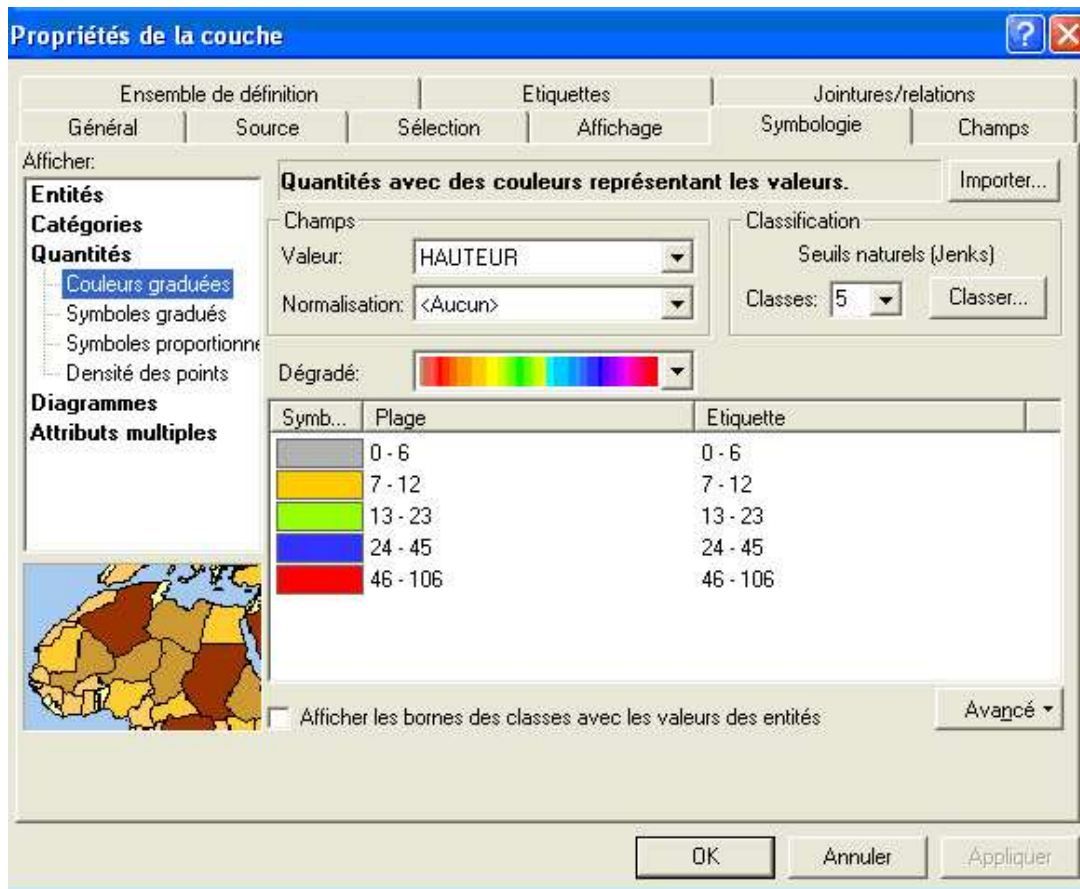 Propriétés de la couche
Ensemble de définition Etiquettes Jointures/relations
Général Source Sélection Affichage Symbologie Champs
Afficher:
Entités
Catégories
Quantités
Couleurs graduées
Symboles gradués
Symboles proportionne
Densité des points
Diagrammes
Attributs multiples
Quantités avec des couleurs représentant les valeurs.
Importer...
Champs
Valeur: HAUTEUR
Normalisation: <Aucun>
Classification
Seuils naturels (Jenks)
Classes: 5 Classer...
Dégradé:
Symb... Plage Etiquette
0 - 6 0 - 6
7 - 12 7 - 12
13 - 23 13 - 23
24 - 45 24 - 45
46 - 106 46 - 106
Afficher les bornes des classes avec les valeurs des entités
Avancé
OK Annuler Appliquer